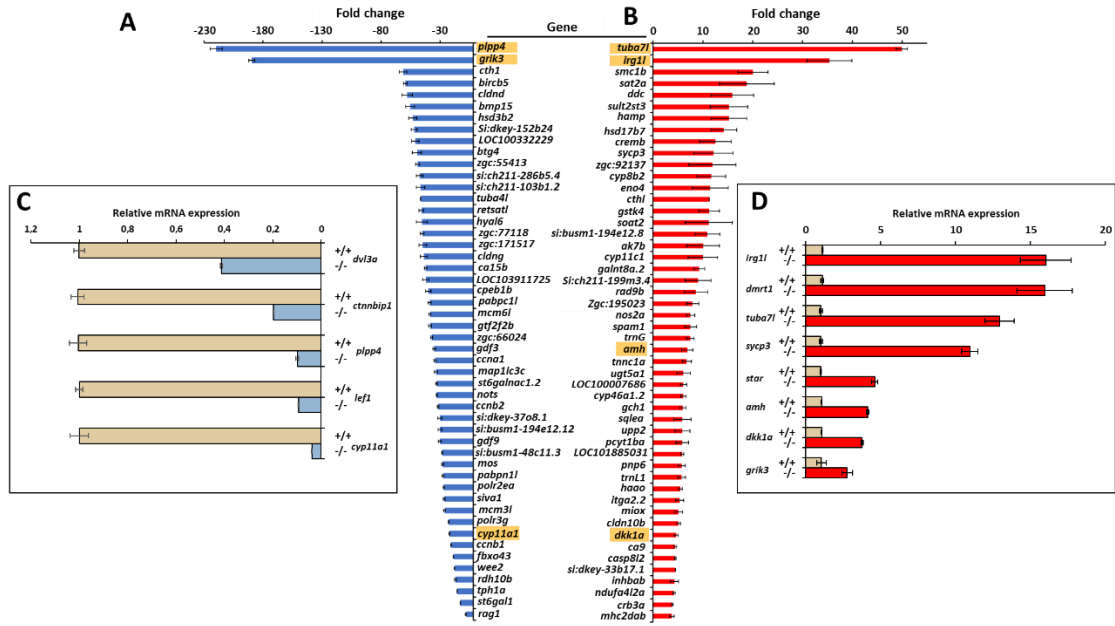 A
Fold change
-230 -180 -130 -80 -30
Gene
plpp4
grik3
cth1
bircb5
cldnd
bmp15
hsd3b2
Si:dkey-152b24
LOC100332229
btg4
zgc:55413
si:ch211-286b5.4
si:ch211-103b1.2
tuba4l
retsatl
hyal6
zgc:77118
zgc:171517
cldng
ca15b
LOC103911725
cpeb1b
pabpc1l
mcm6l
gtf2f2b
zgc:66024
gdf3
ccna1
map1lc3c
st6galnac1.2
nots
ccnb2
si:dkey-37o8.1
si:busm1-194e12.12
gdf9
si:busm1-48c11.3
mos
pabpn1l
polr2ea
siva1
mcm3l
polr3g
cyp11a1
ccnb1
fbxo43
wee2
rdh10b
tph1a
st6gal1
rag1
B
Fold change
0 10 20 30 40 50
tuba7l
irg1l
smc1b
sat2a
ddc
sult2st3
hamp
hsd17b7
cremb
sycp3
zgc:92137
cyp8b2
eno4
cthl
gstk4
soat2
si:busm1-194e12.8
ak7b
cyp11c1
galnt8a.2
Si:ch211-199m3.4
rad9b
Zgc:195023
nos2a
spam1
trnG
amh
tnnc1a
ugt5a1
LOC100007686
cyp46a1.2
gch1
sqlea
upp2
pcyt1ba
LOC101885031
pnp6
trnL1
haao
itga2.2
miox
cldn10b
dkk1a
ca9
casp8l2
si:dkey-33b17.1
inhbab
ndufa4l2a
crb3a
mhc2dab
C
Relative mRNA expression
1,2 1 0,8 0,6 0,4 0,2 0
+/+
dvl3a
-/-
+/+
ctnnbip1
-/-
+/+
plpp4
-/-
+/+
lef1
-/-
+/+
cyp11a1
-/-
D
Relative mRNA expression
0 5 10 15 20
+/+
irg1l
-/-
+/+
dmrt1
-/-
+/+
tuba7l
-/-
+/+
sycp3
-/-
+/+
star
-/-
+/+
amh
-/-
+/+
dkk1a
-/-
+/+
grik3
-/-